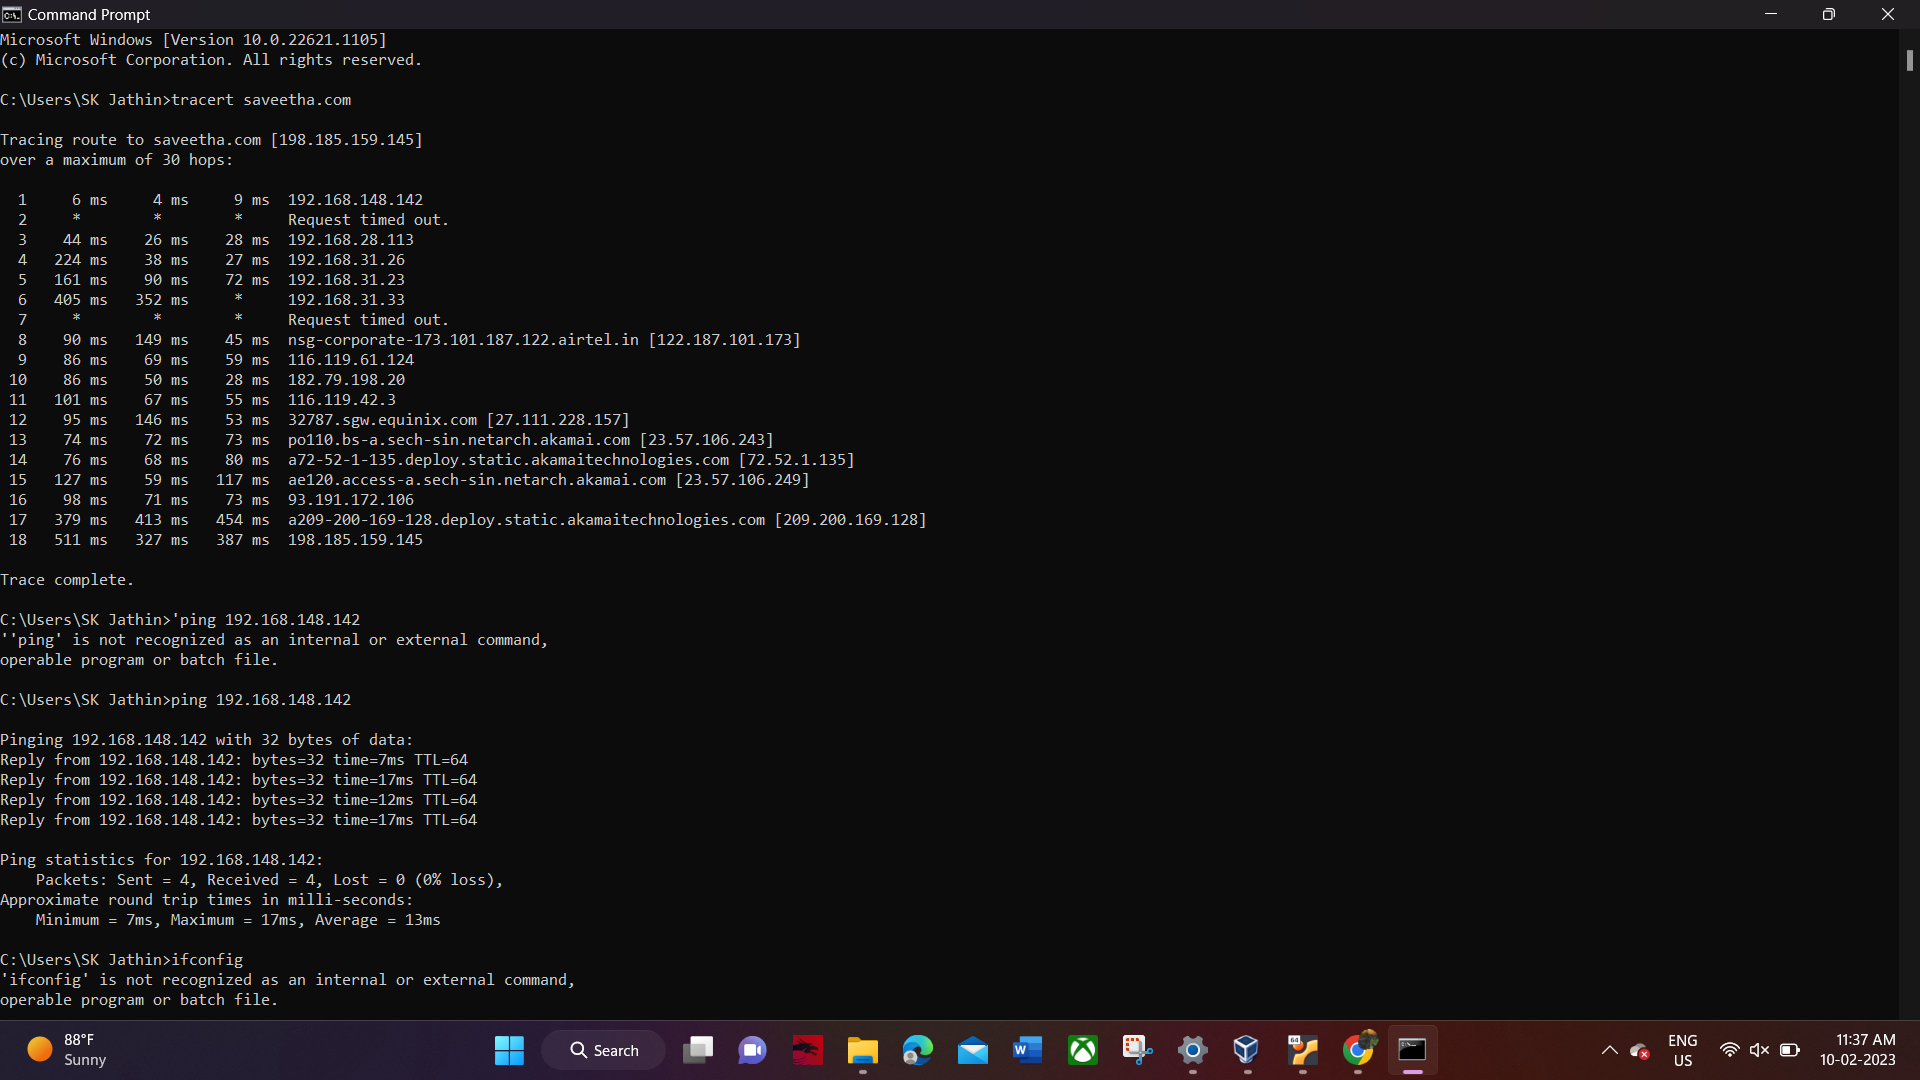 Command Prompt
Microsoft Windows [Version 10.0.22621.1105]
(c) Microsoft Corporation. All rights reserved.
C:\Users\SK Jathin>tracert saveetha.com
Tracing route to saveetha.com [198.185.159.145]
over a maximum of 30 hops:
1 6 ms 4 ms 9 ms 192.168.148.142
2 * * * Request timed out.
3 44 ms 26 ms 28 ms 192.168.28.113
4 224 ms 38 ms 27 ms 192.168.31.26
5 161 ms 90 ms 72 ms 192.168.31.23
6 405 ms 352 ms * 192.168.31.33
7 * * * Request timed out.
8 90 ms 149 ms 45 ms nsg-corporate-173.101.187.122.airtel.in [122.187.101.173]
9 86 ms 69 ms 59 ms 116.119.61.124
10 86 ms 50 ms 28 ms 182.79.198.20
11 101 ms 67 ms 55 ms 116.119.42.3
12 95 ms 146 ms 53 ms 32787.sgw.equinix.com [27.111.228.157]
13 74 ms 72 ms 73 ms po110.bs-a.sech-sin.netarch.akamai.com [23.57.106.243]
14 76 ms 68 ms 80 ms a72-52-1-135.deploy.static.akamaitechnologies.com [72.52.1.135]
15 127 ms 59 ms 117 ms ae120.access-a.sech-sin.netarch.akamai.com [23.57.106.249]
16 98 ms 71 ms 73 ms 93.191.172.106
17 379 ms 413 ms 454 ms a209-200-169-128.deploy.static.akamaitechnologies.com [209.200.169.128]
18 511 ms 327 ms 387 ms 198.185.159.145
Trace complete.
C:\Users\SK Jathin>'ping 192.168.148.142
''ping' is not recognized as an internal or external command,
operable program or batch file.
C:\Users\SK Jathin>ping 192.168.148.142
Pinging 192.168.148.142 with 32 bytes of data:
Reply from 192.168.148.142: bytes=32 time=7ms TTL=64
Reply from 192.168.148.142: bytes=32 time=17ms TTL=64
Reply from 192.168.148.142: bytes=32 time=12ms TTL=64
Reply from 192.168.148.142: bytes=32 time=17ms TTL=64
Ping statistics for 192.168.148.142:
Packets: Sent = 4, Received = 4, Lost = 0 (0% loss),
Approximate round trip times in milli-seconds:
Minimum = 7ms, Maximum = 17ms, Average = 13ms
C:\Users\SK Jathin>ifconfig
'ifconfig' is not recognized as an internal or external command,
operable program or batch file.
88°F
Sunny
Search
W
64
ENG
US
11:37 AM
10-02-2023